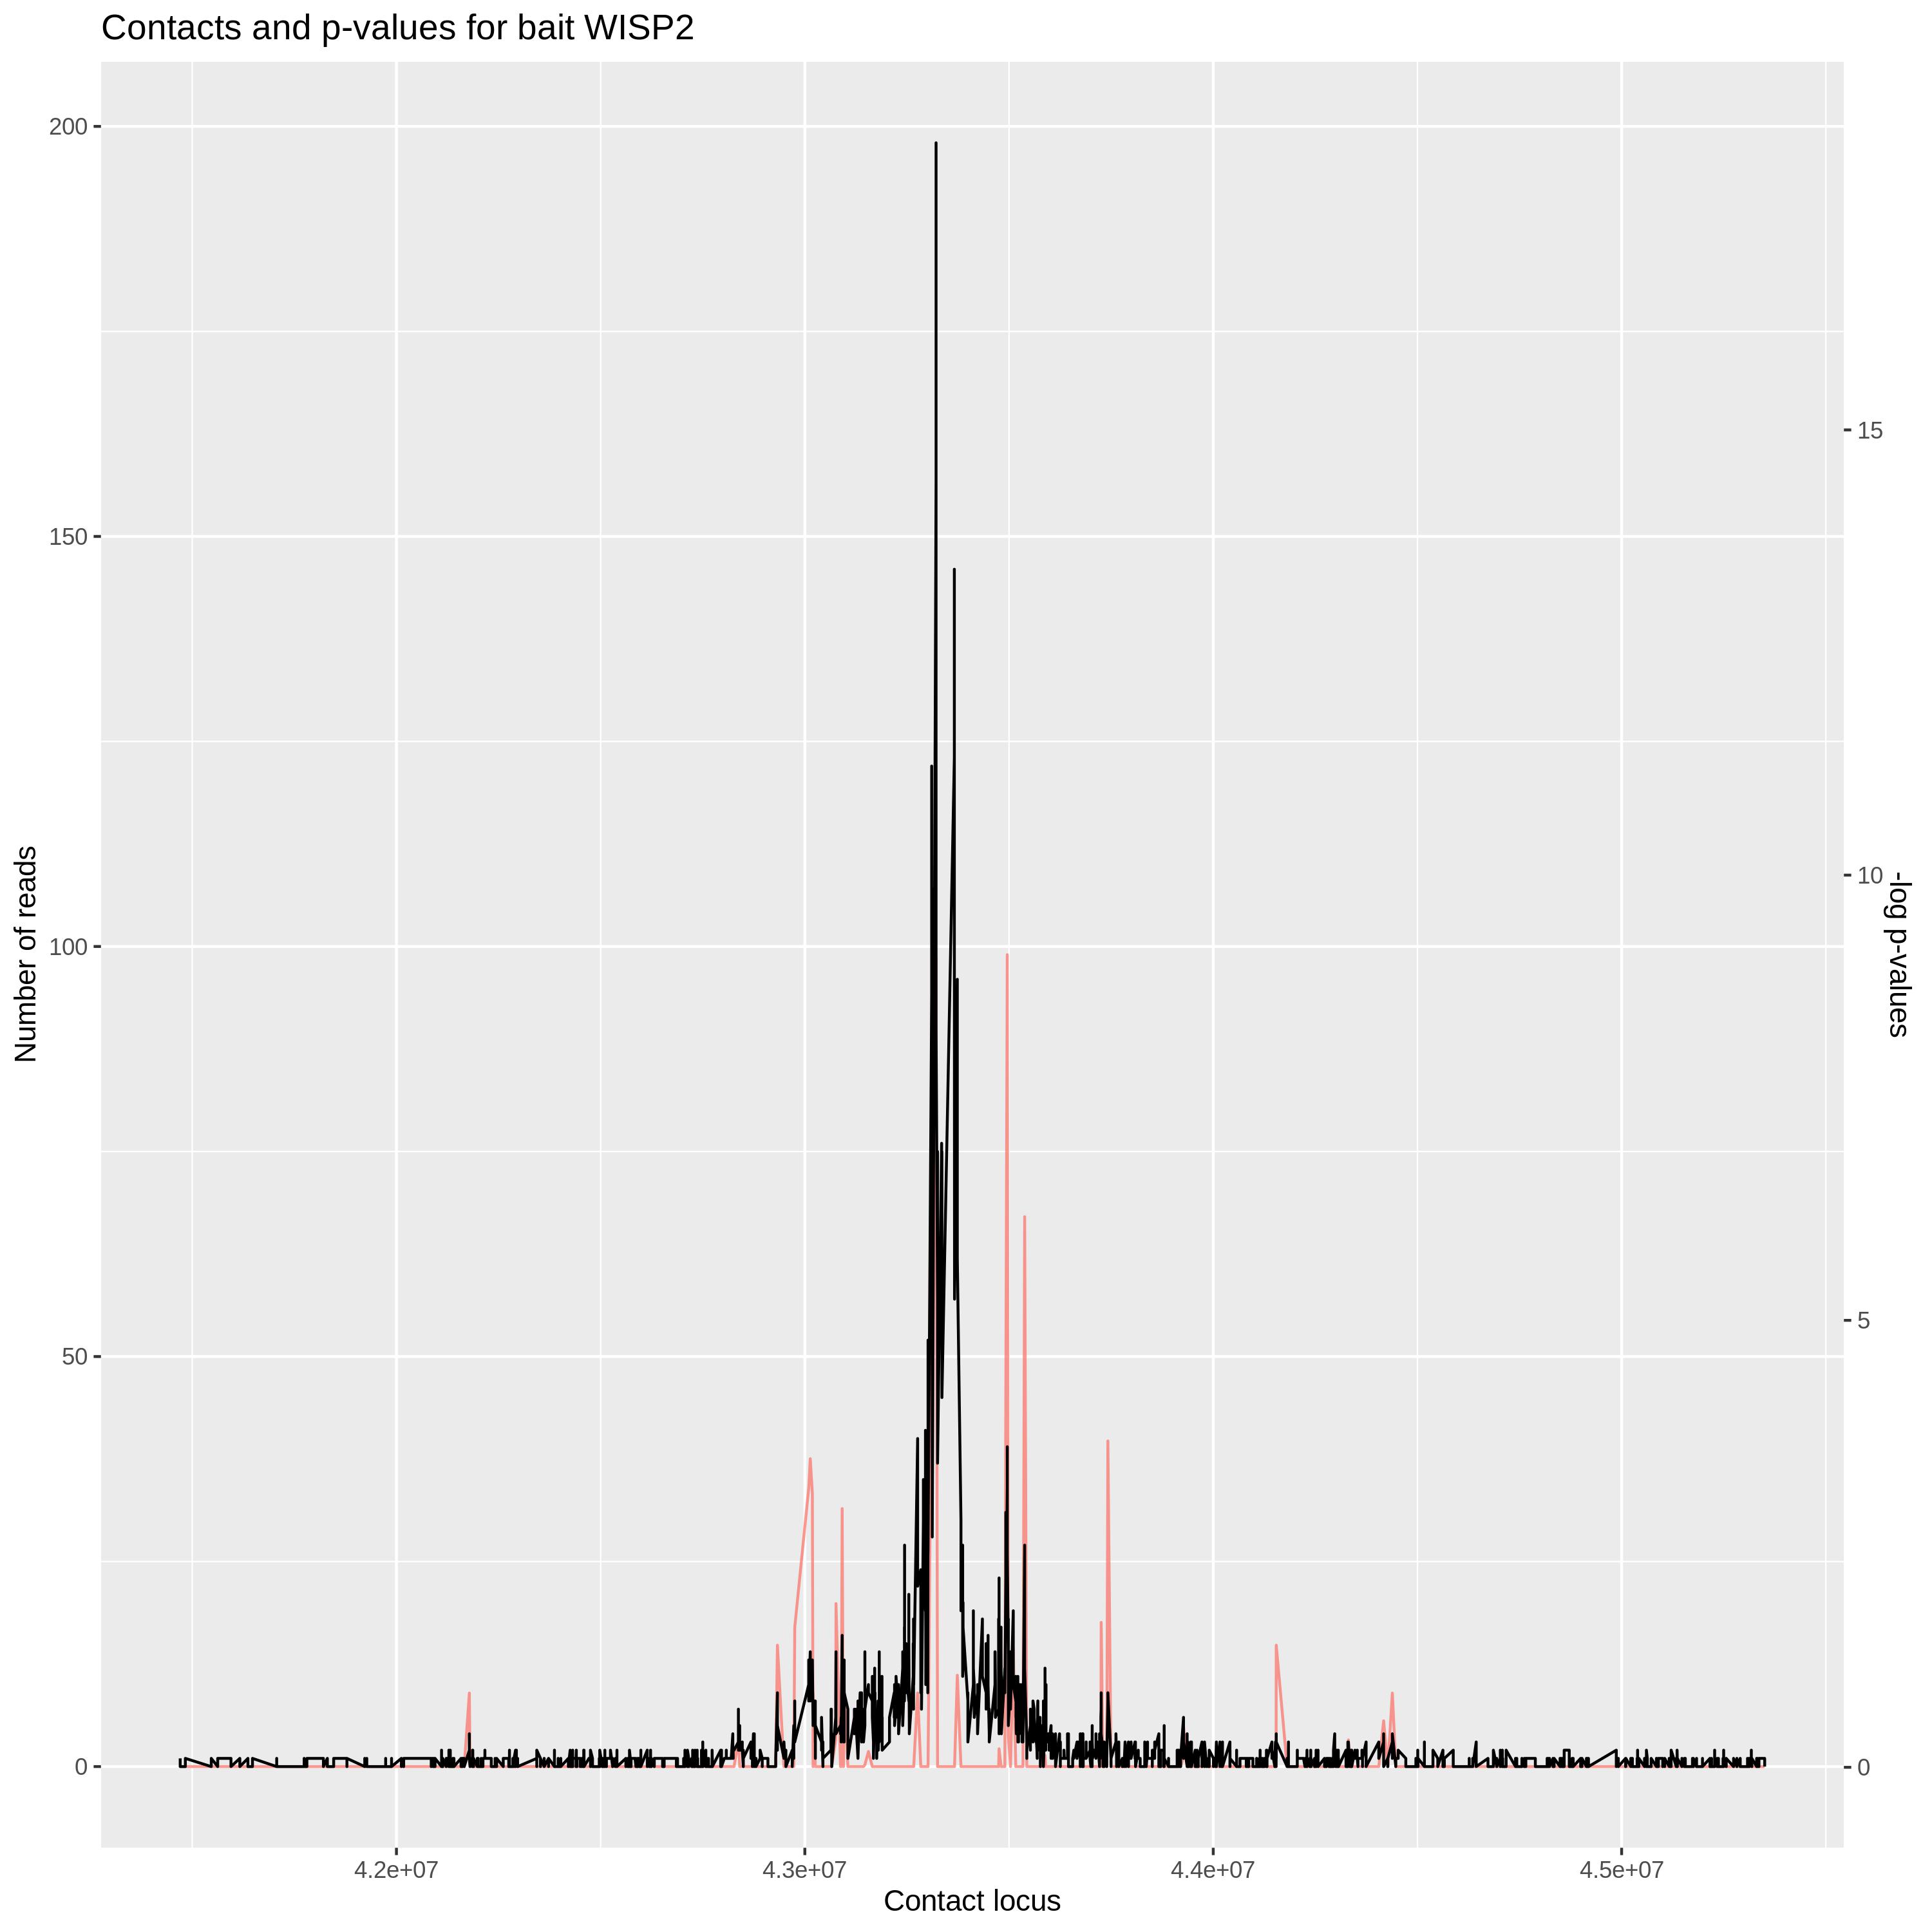 Contacts and p-values for bait WISP2
200
150
100
50
0
Number of reads
15
10
5
0
-log p-values
4.2e+07
4.3e+07
4.4e+07
4.5e+07
Contact locus